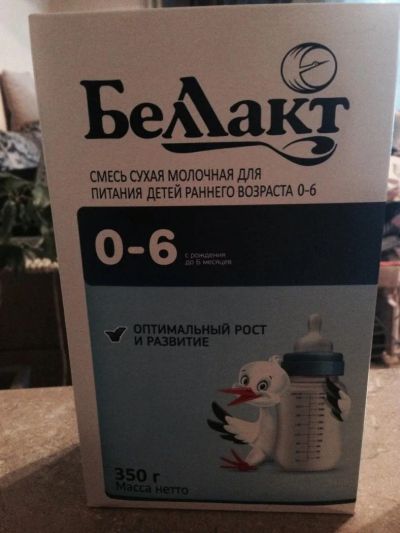 Беллакт
СМЕСЬ СУХАЯ МОЛОЧНАЯ ДЛЯ
ПИТАНИЯ ДЕТЕЙ РАННЕГО ВОЗРАСТА 0-6
0-6
с рождения
до 6 месяцев
ОПТИМАЛЬНЫЙ РОСТ
И РАЗВИТИЕ
350 г
Масса нетто